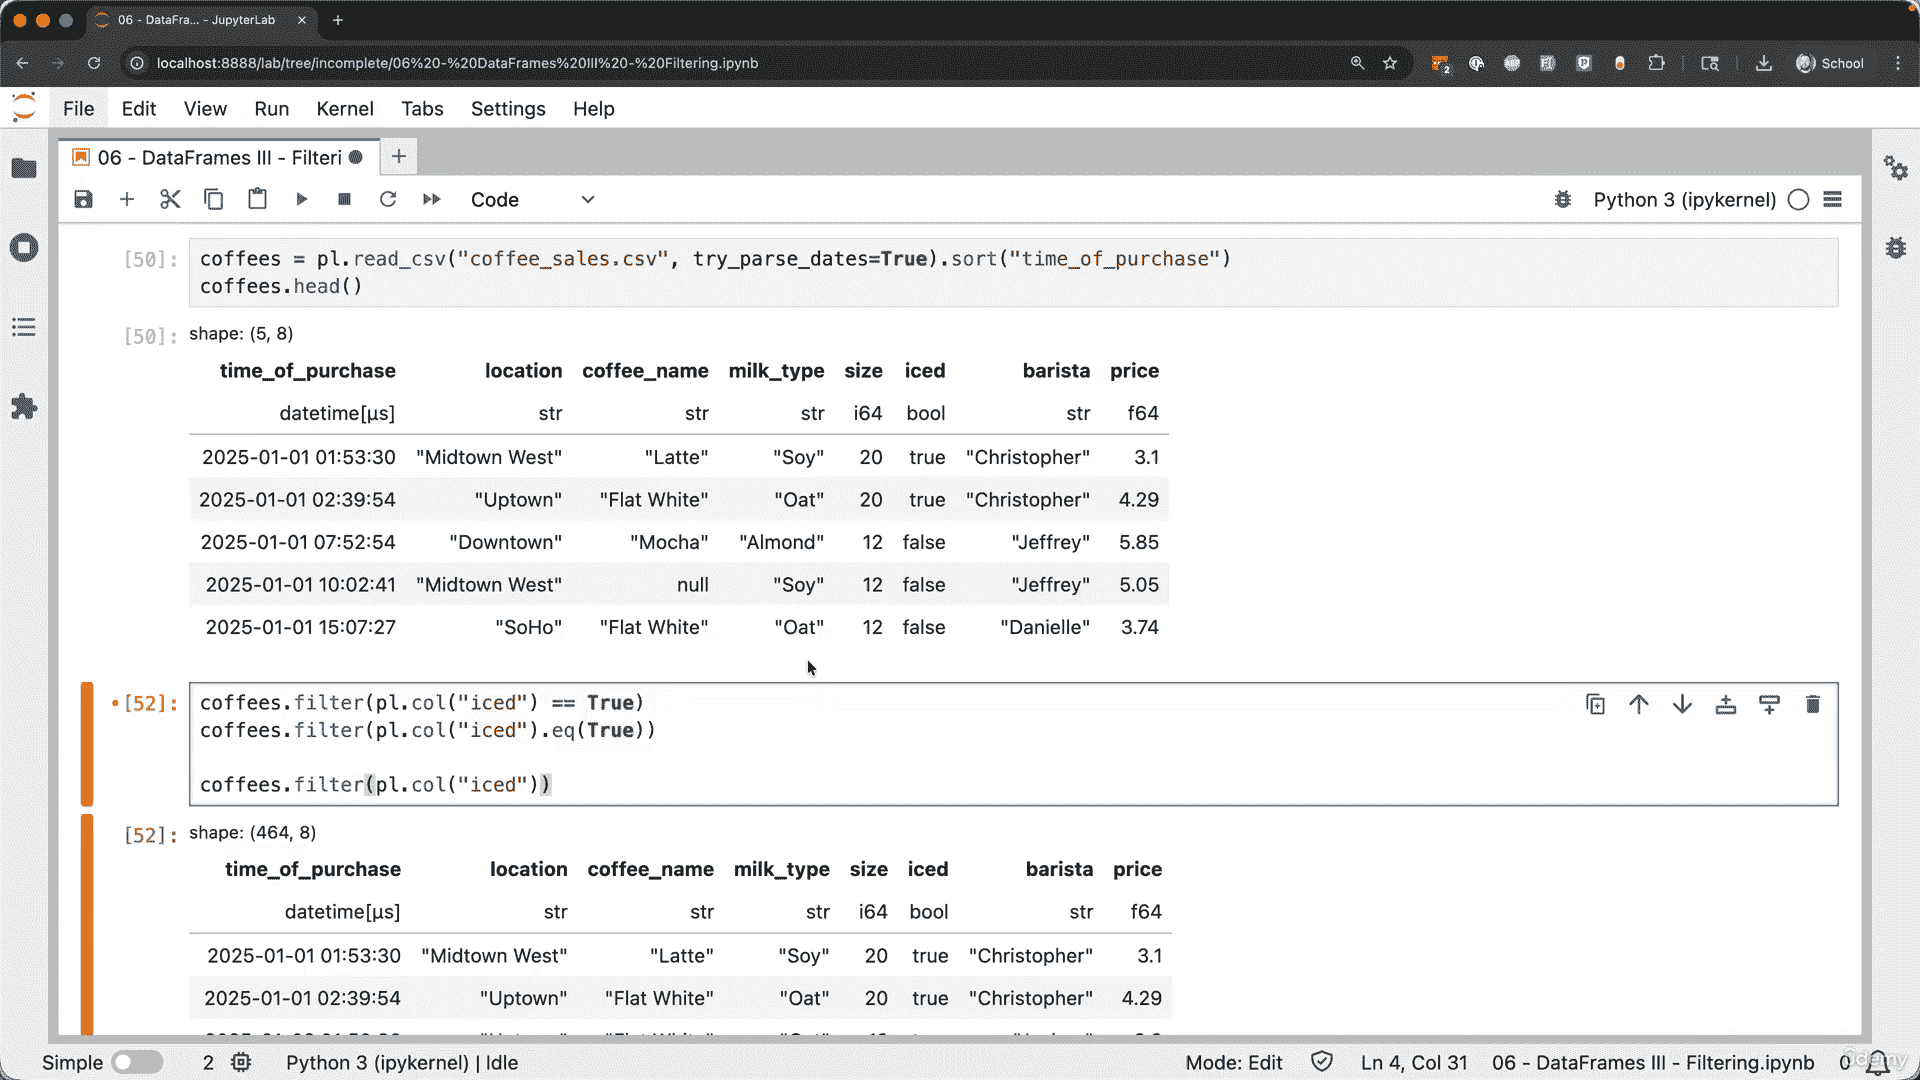 06 - DataFra... - JupyterLab
localhost:8888/lab/tree/incomplete/06%20-%20DataFrames%20III%20-%20Filtering.ipynb
2
School
File Edit View Run Kernel Tabs Settings Help
06 - DataFrames III - Filteri
Code
Python 3 (ipykernel)
[50]: coffees = pl.read_csv("coffee_sales.csv", try_parse_dates=True).sort("time_of_purchase")
coffees.head()
[50]: shape: (5, 8)
time_of_purchase location coffee_name milk_type size iced barista price
datetime[μs] str str str i64 bool str f64
2025-01-01 01:53:30 "Midtown West" "Latte" "Soy" 20 true "Christopher" 3.1
2025-01-01 02:39:54 "Uptown" "Flat White" "Oat" 20 true "Christopher" 4.29
2025-01-01 07:52:54 "Downtown" "Mocha" "Almond" 12 false "Jeffrey" 5.85
2025-01-01 10:02:41 "Midtown West" null "Soy" 12 false "Jeffrey" 5.05
2025-01-01 15:07:27 "SoHo" "Flat White" "Oat" 12 false "Danielle" 3.74
[52]: coffees.filter(pl.col("iced") == True)
coffees.filter(pl.col("iced").eq(True))
coffees.filter(pl.col("iced"))
[52]: shape: (464, 8)
time_of_purchase location coffee_name milk_type size iced barista price
datetime[μs] str str str i64 bool str f64
2025-01-01 01:53:30 "Midtown West" "Latte" "Soy" 20 true "Christopher" 3.1
2025-01-01 02:39:54 "Uptown" "Flat White" "Oat" 20 true "Christopher" 4.29
Simple 2 Python 3 (ipykernel) | Idle Mode: Edit Ln 4, Col 31 06 - DataFrames III - Filtering.ipynb 0
udemy